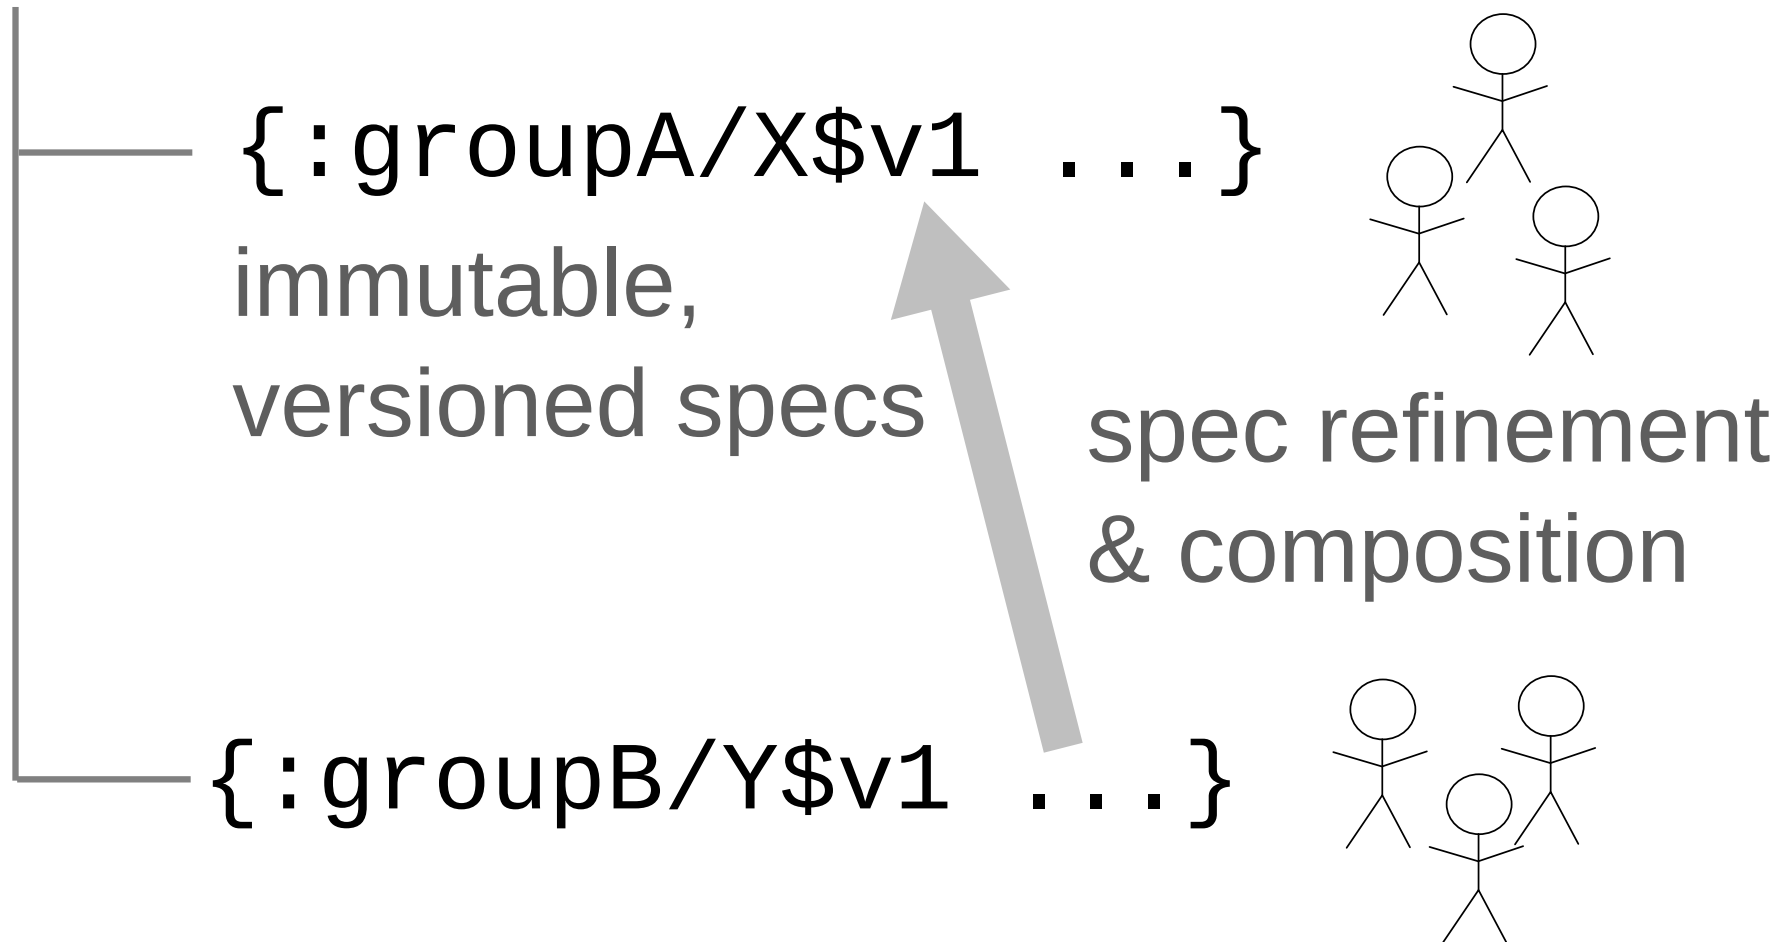 {:groupA/X$v1 ...}
immutable,
versioned specs
spec refinement
& composition
{:groupB/Y$v1 ...}